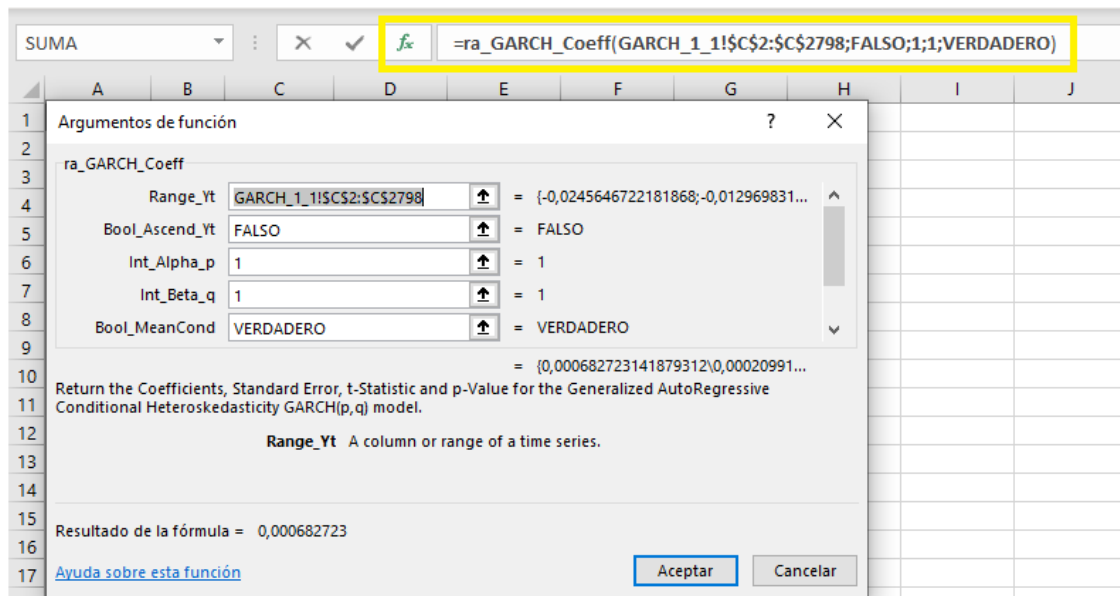 SUMA fx =ra_GARCH_Coeff(GARCH_1_1!$C$2:$C$2798;FALSO;1;1;VERDADERO)
A B C D E F G H I J
1 Argumentos de función ? ×
2
3 ra_GARCH_Coeff
4 Range_Yt GARCH_1_1!$C$2:$C$2798 = {-0,0245646722181868;-0,012969831...
5 Bool_Ascend_Yt FALSO = FALSO
6 Int_Alpha_p 1 = 1
7 Int_Beta_q 1 = 1
8 Bool_MeanCond VERDADERO = VERDADERO
9
= {0,000682723141879312\0,00020991...
10 Return the Coefficients, Standard Error, t-Statistic and p-Value for the Generalized AutoRegressive
11 Conditional Heteroskedasticity GARCH(p,q) model.
12 Range_Yt A column or range of a time series.
13
14
15 Resultado de la fórmula = 0,000682723
16
17 Ayuda sobre esta función Aceptar Cancelar